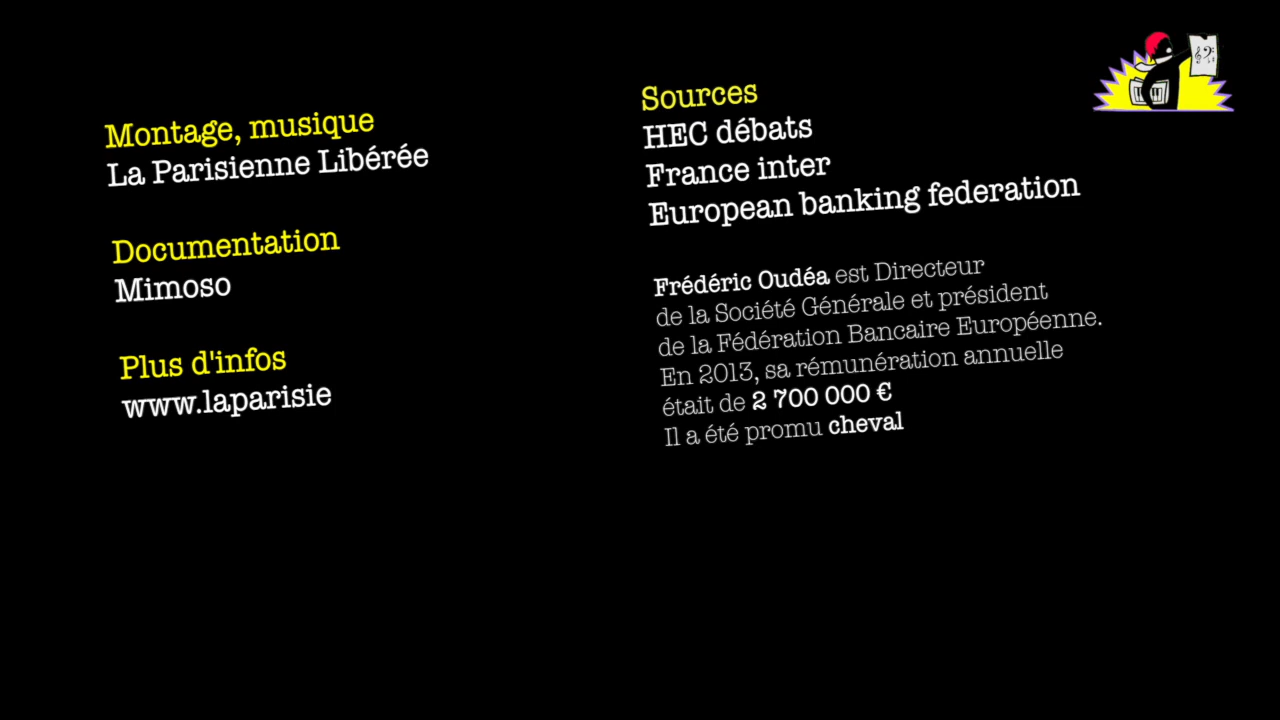 Montage, musique
La Parisienne Libérée
Documentation
Mimoso
Plus d'infos
www.laparisie
Sources
HEC débats
France inter
European banking federation
Frédéric Oudéa est Directeur
de la Société Générale et président
de la Fédération Bancaire Européenne.
En 2013, sa rémunération annuelle
était de 2 700 000 €
Il a été promu cheval